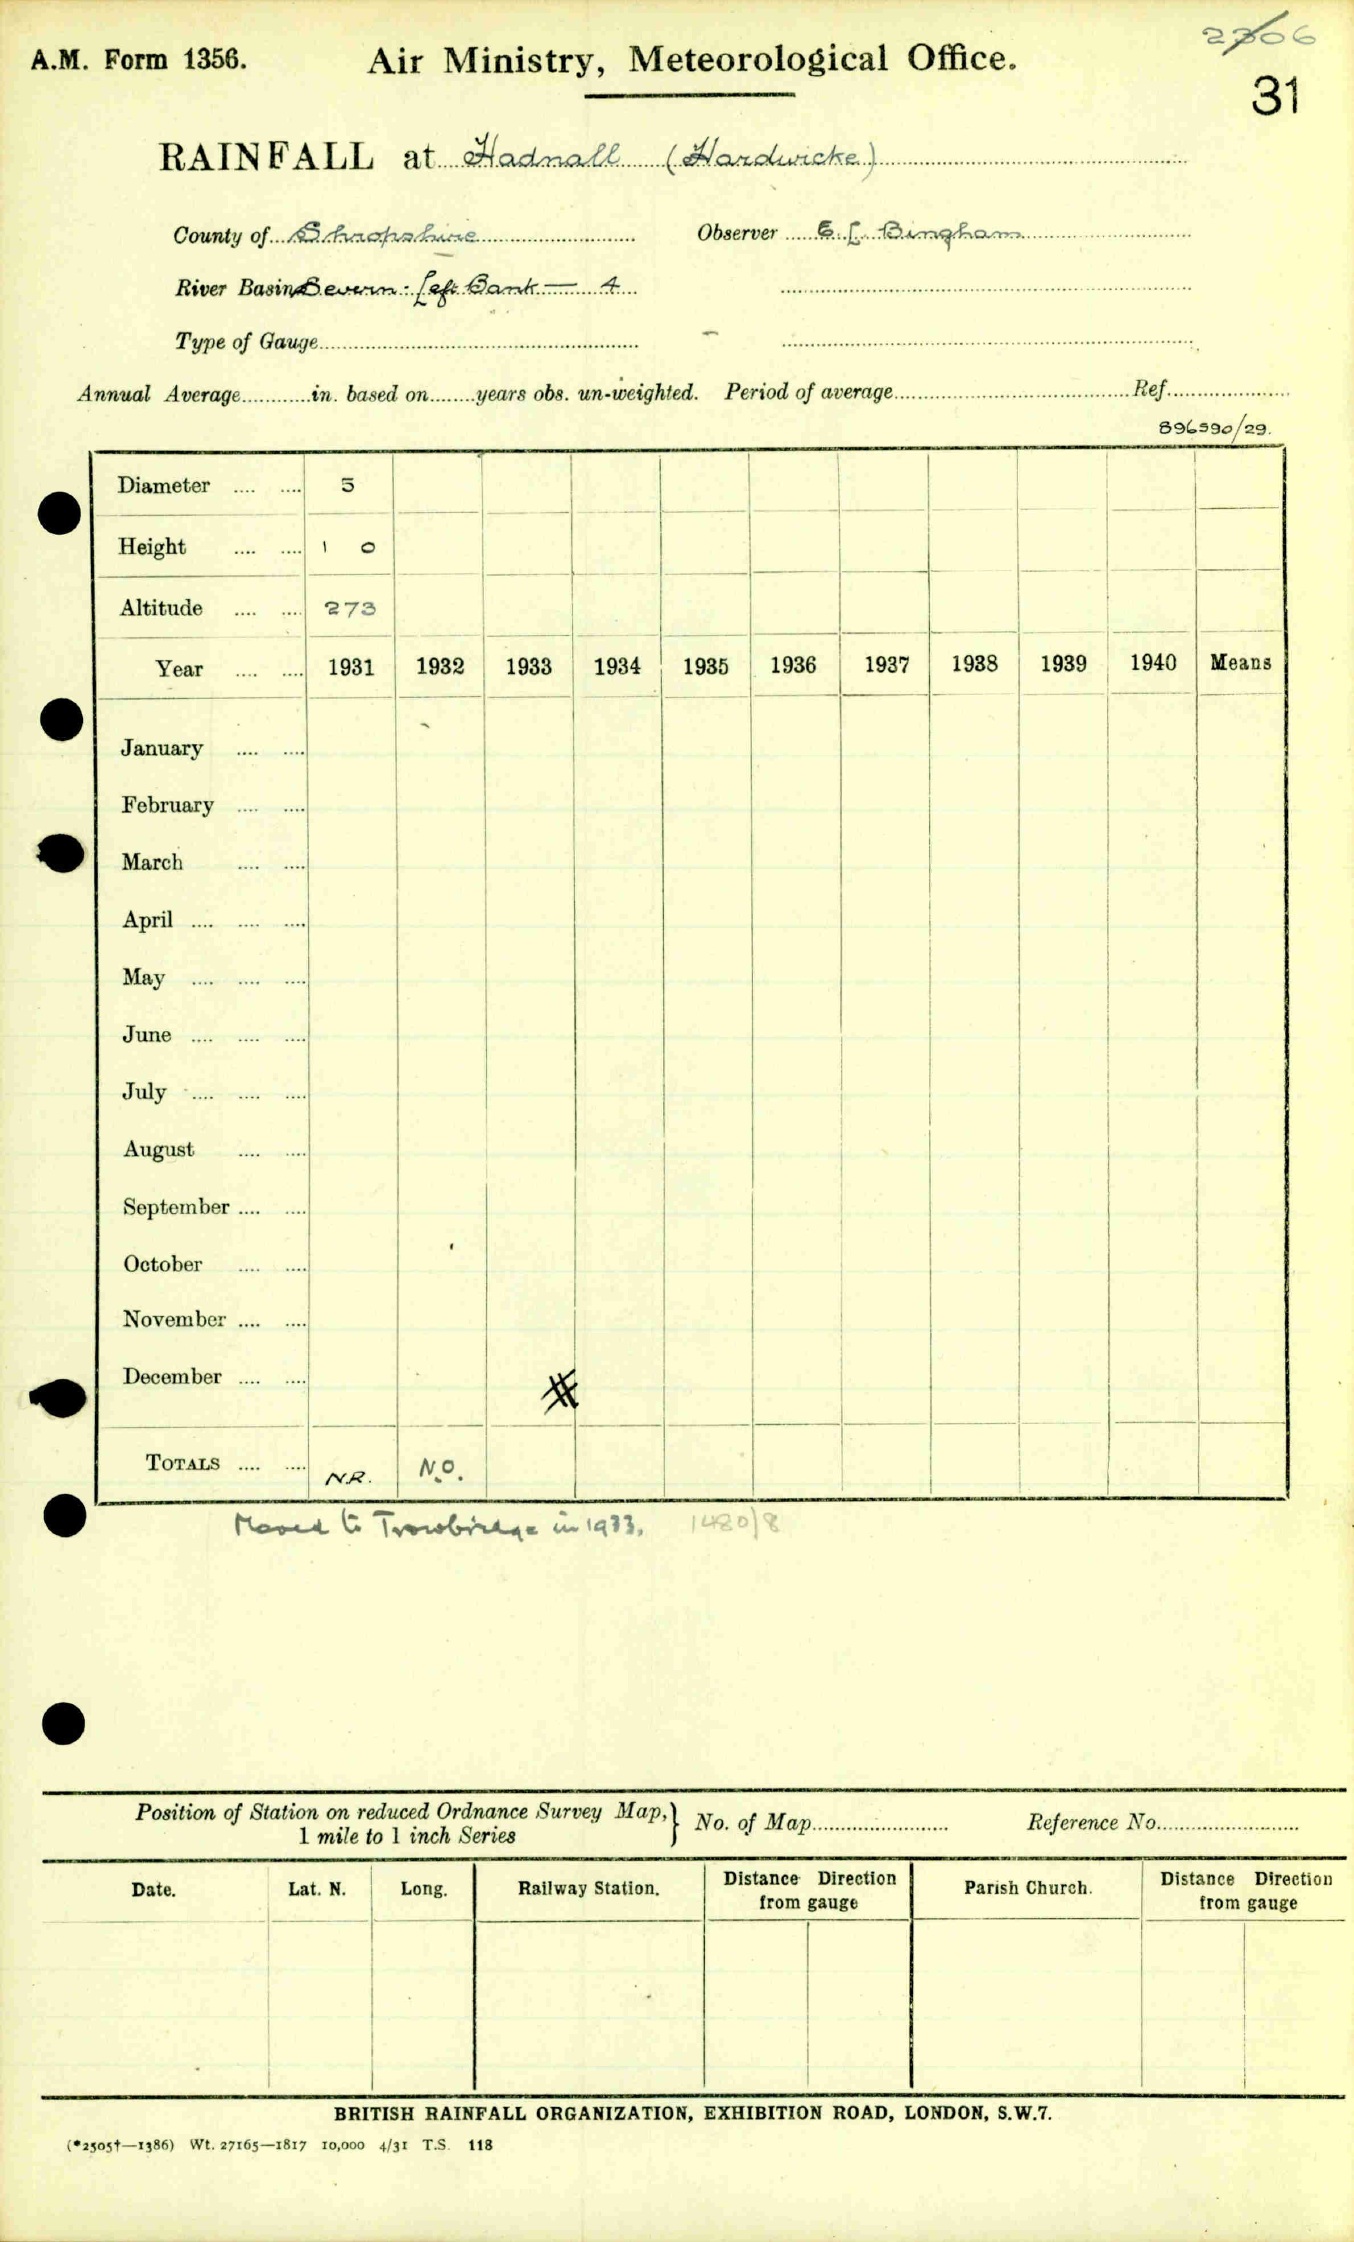 2306
A.M. Form 1356. Air Ministry, Meteorological Office.
31
RAINFALL at Hadnall (Hardwicke)
County of Shropshire Observer E. L. Bingham
River Basin Severn: Left Bank — 4
Type of Gauge
Annual Average in. based on years obs. un-weighted. Period of average Ref.
896590/29.
Diameter .... .... 5
Height .... .... 1 0
Altitude .... .... 273
Year .... .... 1931 1932 1933 1934 1935 1936 1937 1938 1939 1940 Means
January .... ....
February .... ....
March .... ....
April .... .... ....
May .... .... ....
June .... .... ....
July .... .... ....
August .... ....
September .... ....
October .... ....
November .... ....
December .... ....
TOTALS .... .... N.R. N.O.
Moved to Trowbridge in 1933. 1480/8
Position of Station on reduced Ordnance Survey Map, } No. of Map Reference No.
1 mile to 1 inch Series
Date. Lat. N. Long. Railway Station. Distance Direction from gauge Parish Church. Distance Direction from gauge
BRITISH RAINFALL ORGANIZATION, EXHIBITION ROAD, LONDON, S.W.7.
(*2505†—1386) Wt. 27165—1817 10,000 4/31 T.S. 118